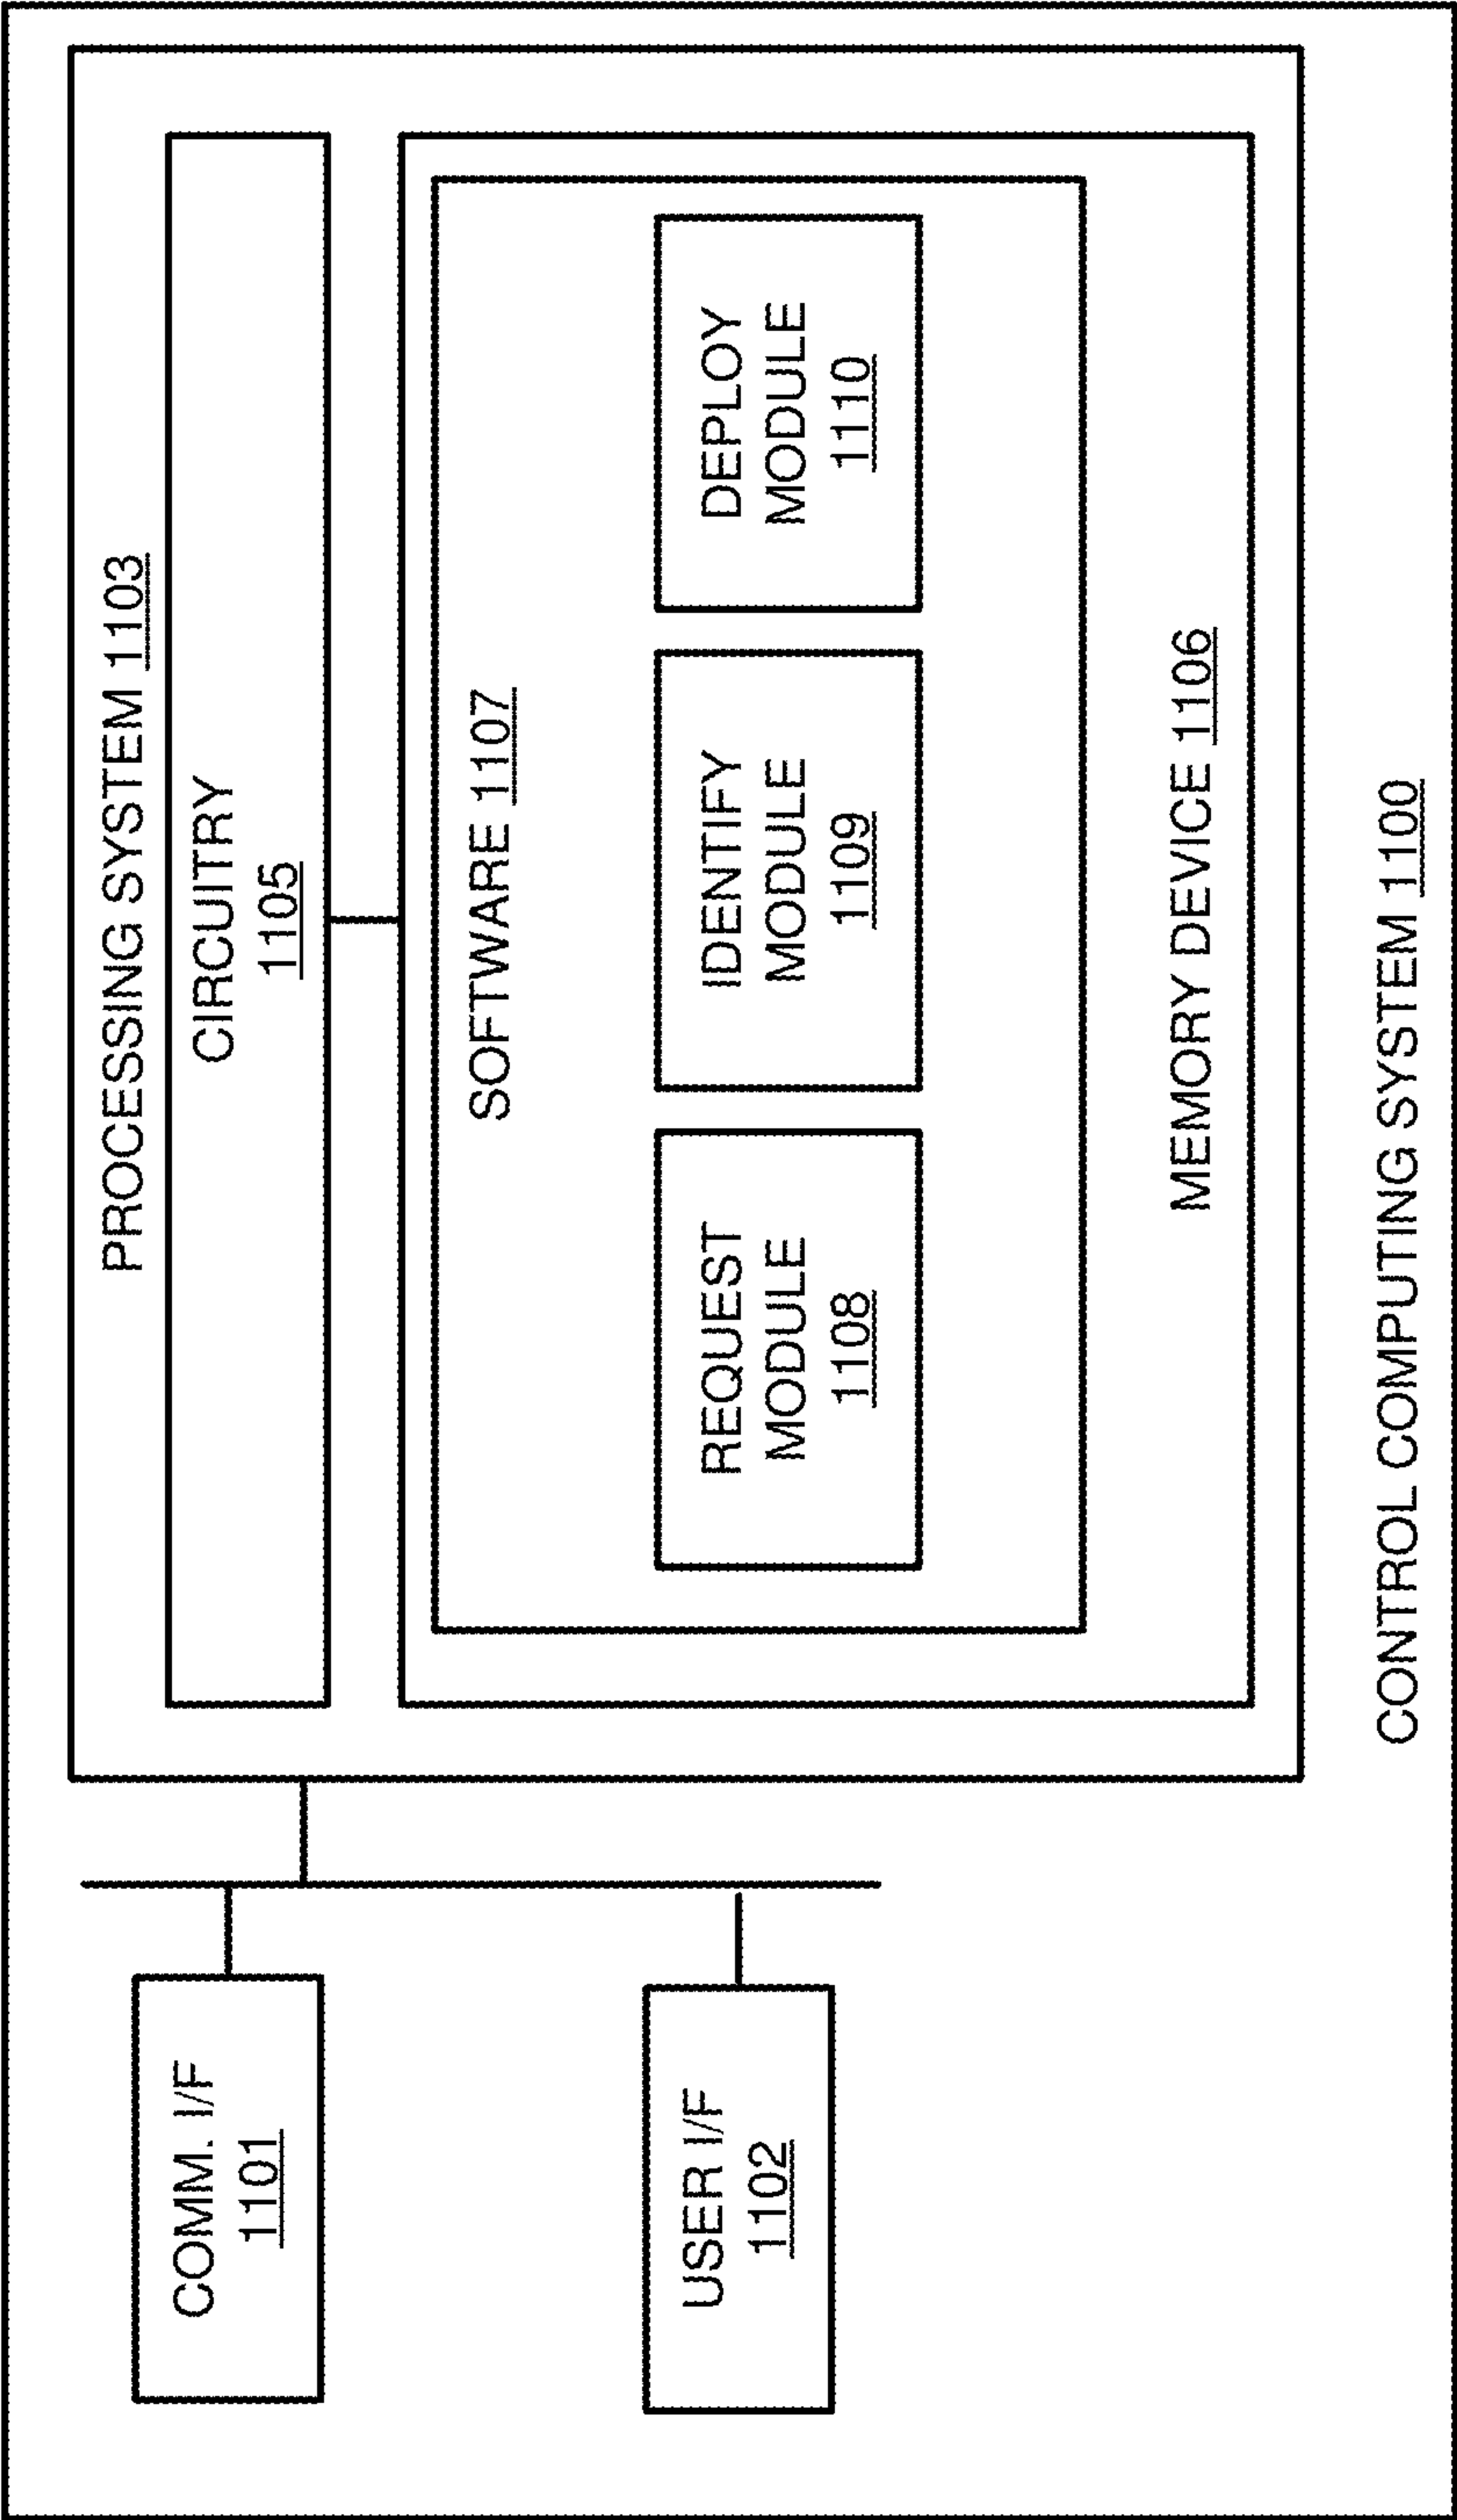 COMM. I/F
1101
USER I/F
1102
PROCESSING SYSTEM 1103
CIRCUITRY
1105
SOFTWARE 1107
REQUEST
MODULE
1108
IDENTIFY
MODULE
1109
DEPLOY
MODULE
1110
MEMORY DEVICE 1106
CONTROL COMPUTING SYSTEM 1100